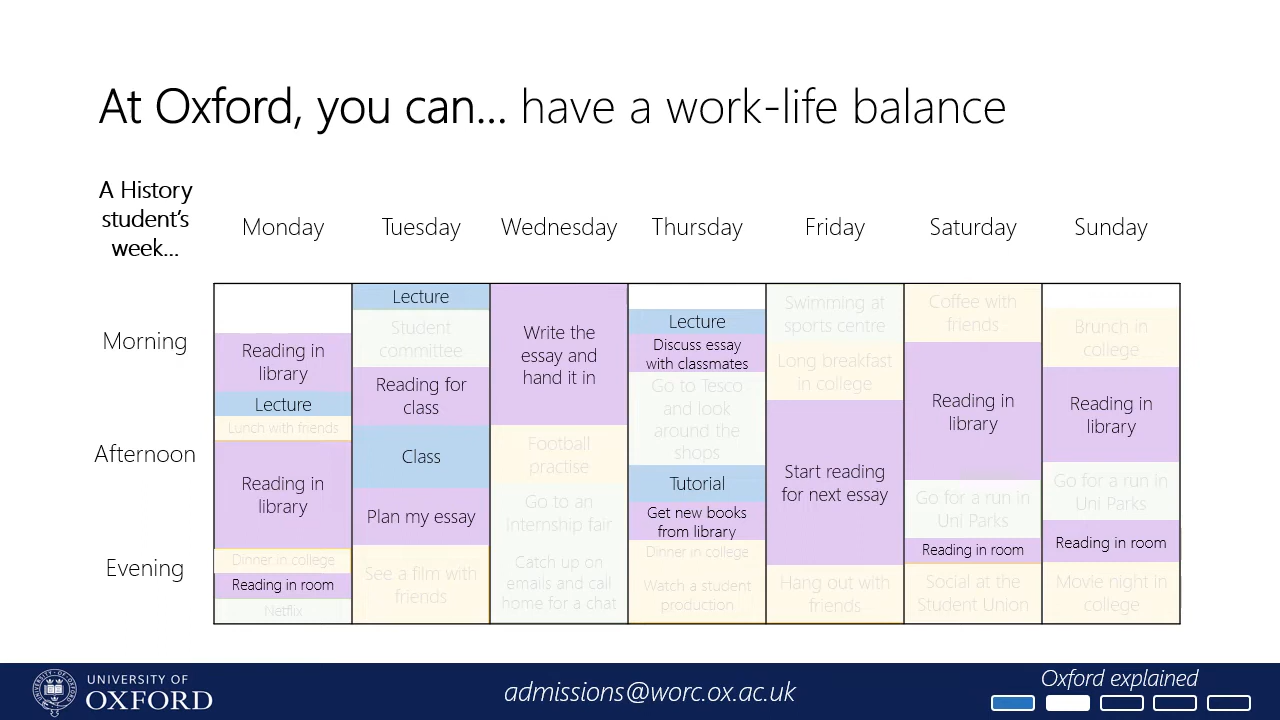 At Oxford, you can... have a work-life balance
A History
student's
week...
Monday
Tuesday
Wednesday
Thursday
Friday
Saturday
Sunday
Morning
Afternoon
Evening
Reading in
library
Lecture
Lunch with friends
Reading in
library
Dinner in college
Reading in room
Netflix
Lecture
Student
committee
Reading for
class
Class
Plan my essay
See a film with
friends
Write the
essay and
hand it in
Football
practise
Go to an
internship fair
Catch up on
emails and call
home for a chat
Lecture
Discuss essay
with classmates
Go to Tesco
and look
around the
shops
Tutorial
Get new books
from library
Dinner in college
Watch a student
production
Swimming at
sports centre
Long breakfast
in college
Start reading
for next essay
Hang out with
friends
Coffee with
friends
Reading in
library
Go for a run in
Uni Parks
Reading in room
Social at the
Student Union
Brunch in
college
Reading in
library
Go for a run in
Uni Parks
Reading in room
Movie night in
college
UNIVERSITY OF
OXFORD
admissions@worc.ox.ac.uk
Oxford explained